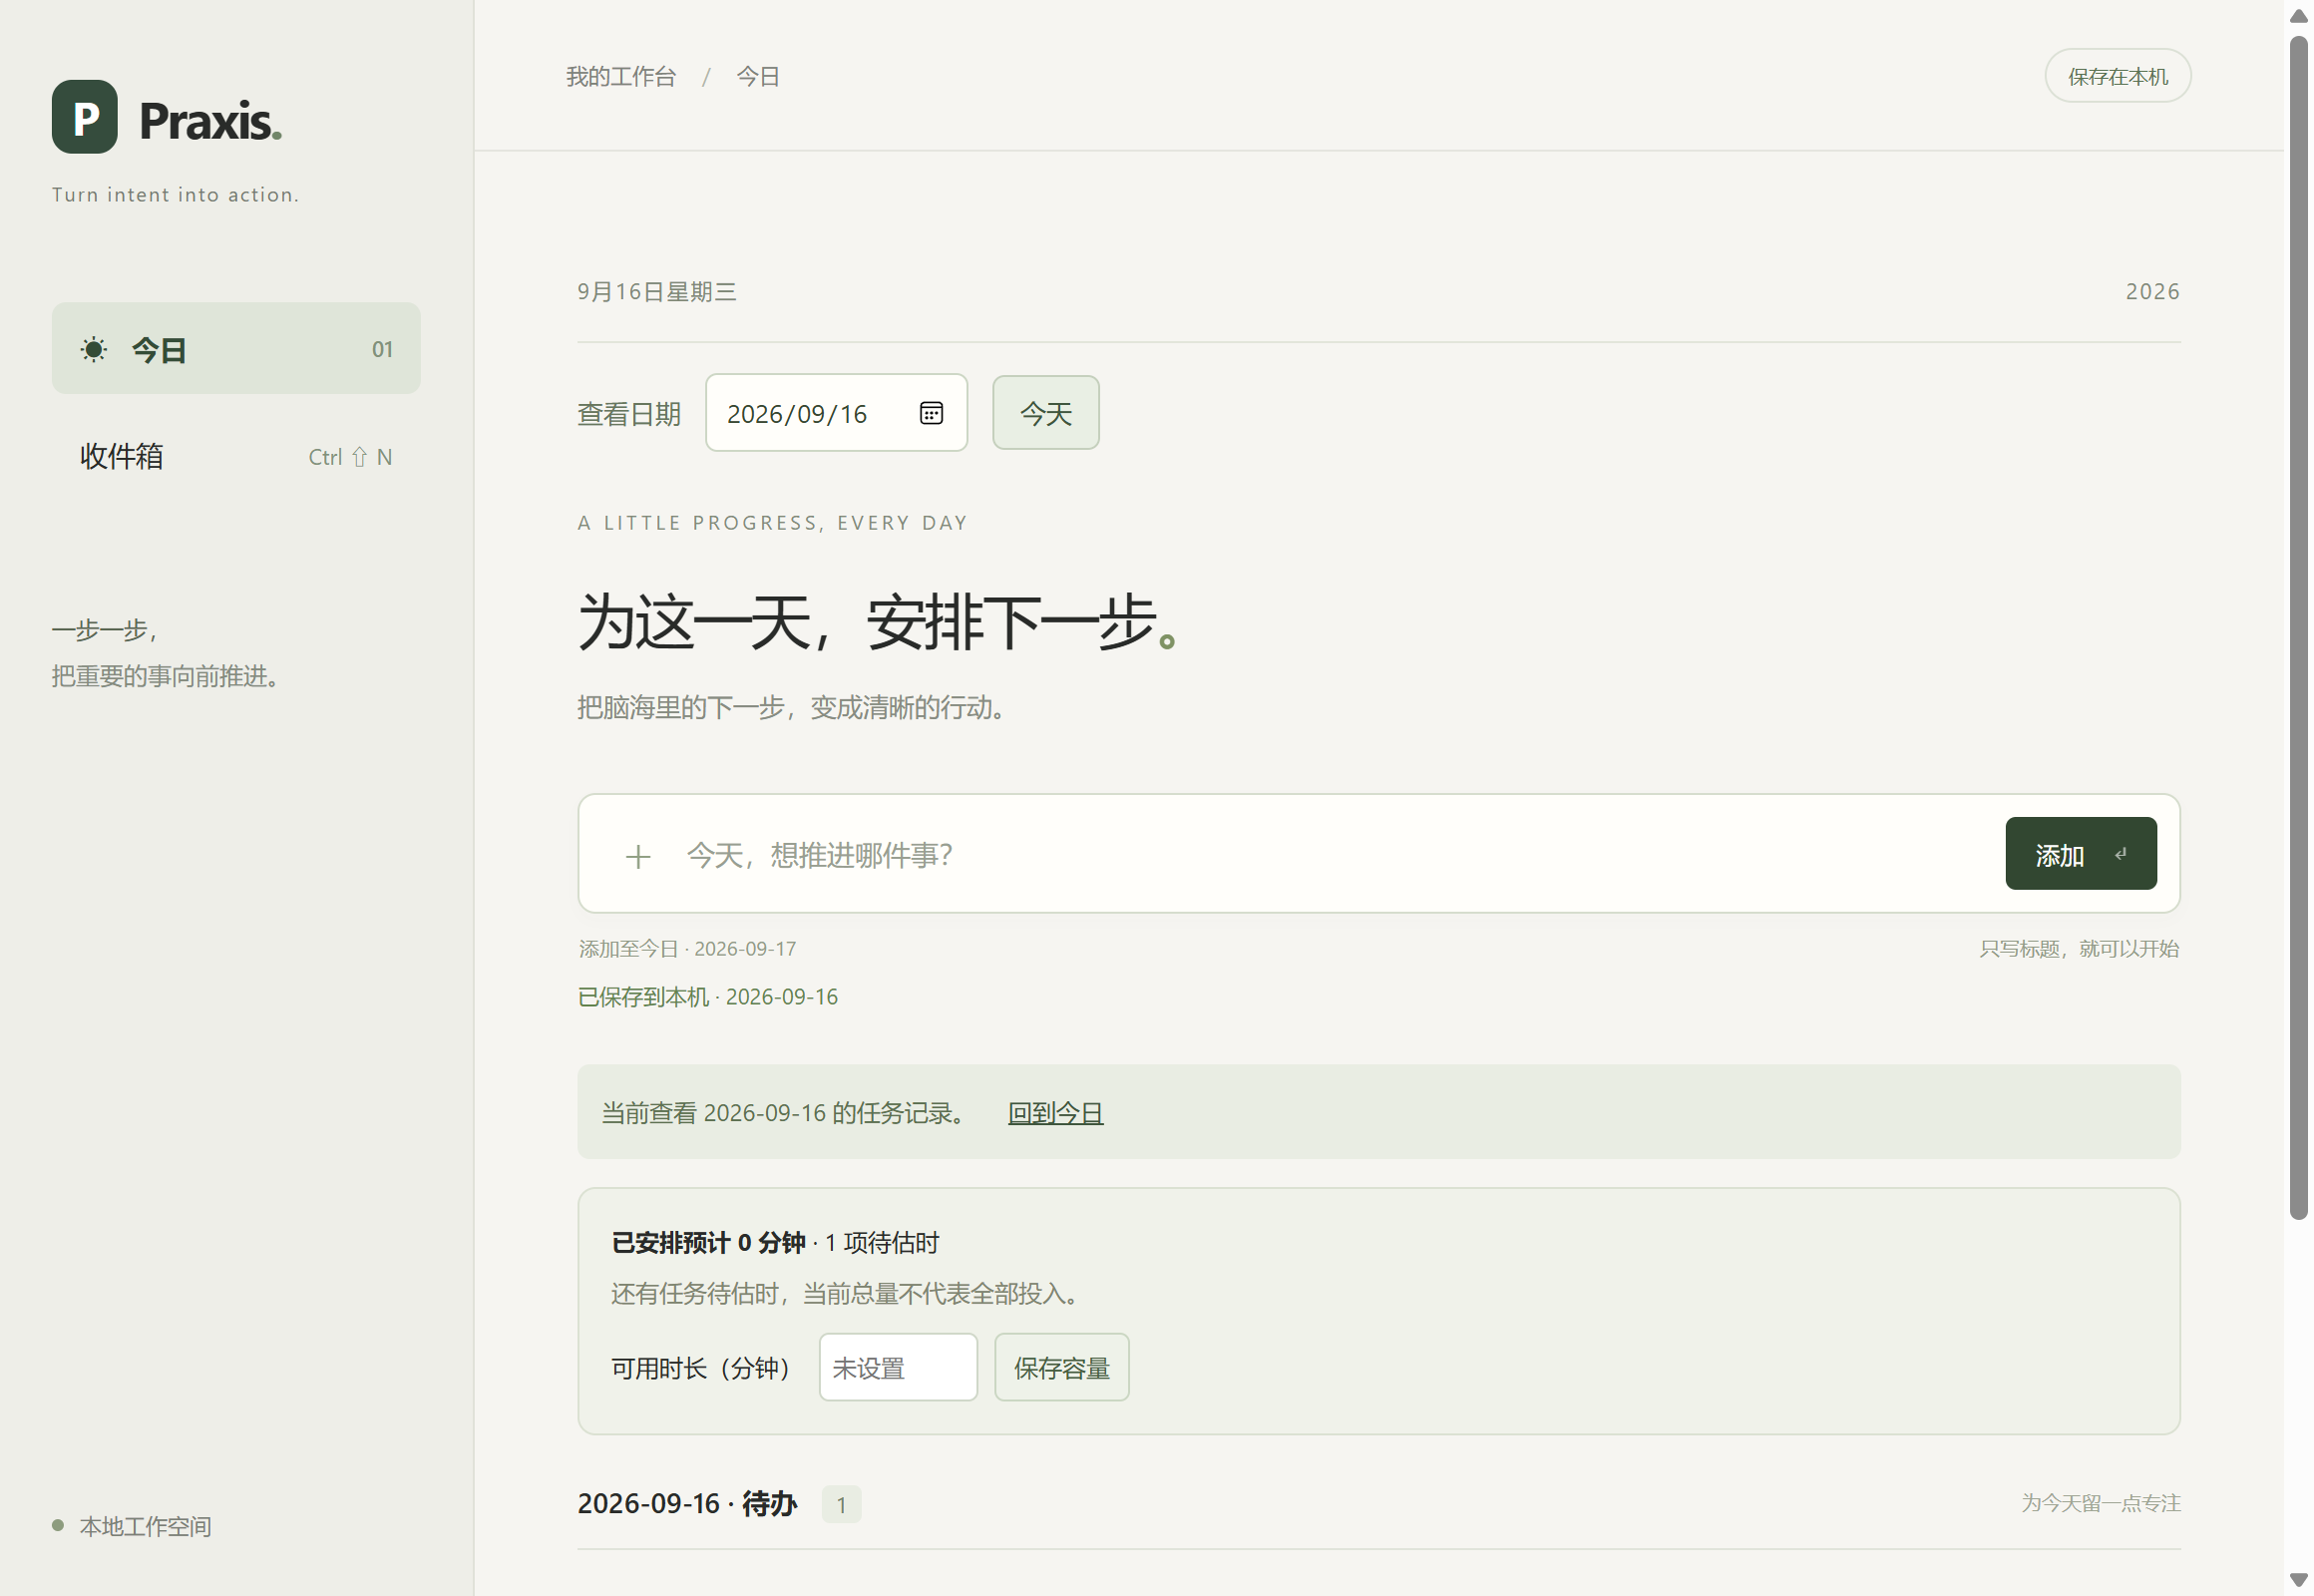 P Praxis.
Turn intent into action.
今日 01
收件箱 Ctrl ⇧ N
一步一步，
把重要的事向前推进。
本地工作空间
我的工作台 / 今日
保存在本机
9月16日星期三 2026
查看日期 2026/09/16 今天
A LITTLE PROGRESS, EVERY DAY
为这一天，安排下一步。
把脑海里的下一步，变成清晰的行动。
今天，想推进哪件事？ 添加 ↵
添加至今日 · 2026-09-17 只写标题，就可以开始
已保存到本机 · 2026-09-16
当前查看 2026-09-16 的任务记录。 回到今日
已安排预计 0 分钟 · 1 项待估时
还有任务待估时，当前总量不代表全部投入。
可用时长（分钟） 未设置 保存容量
2026-09-16 · 待办 1 为今天留一点专注